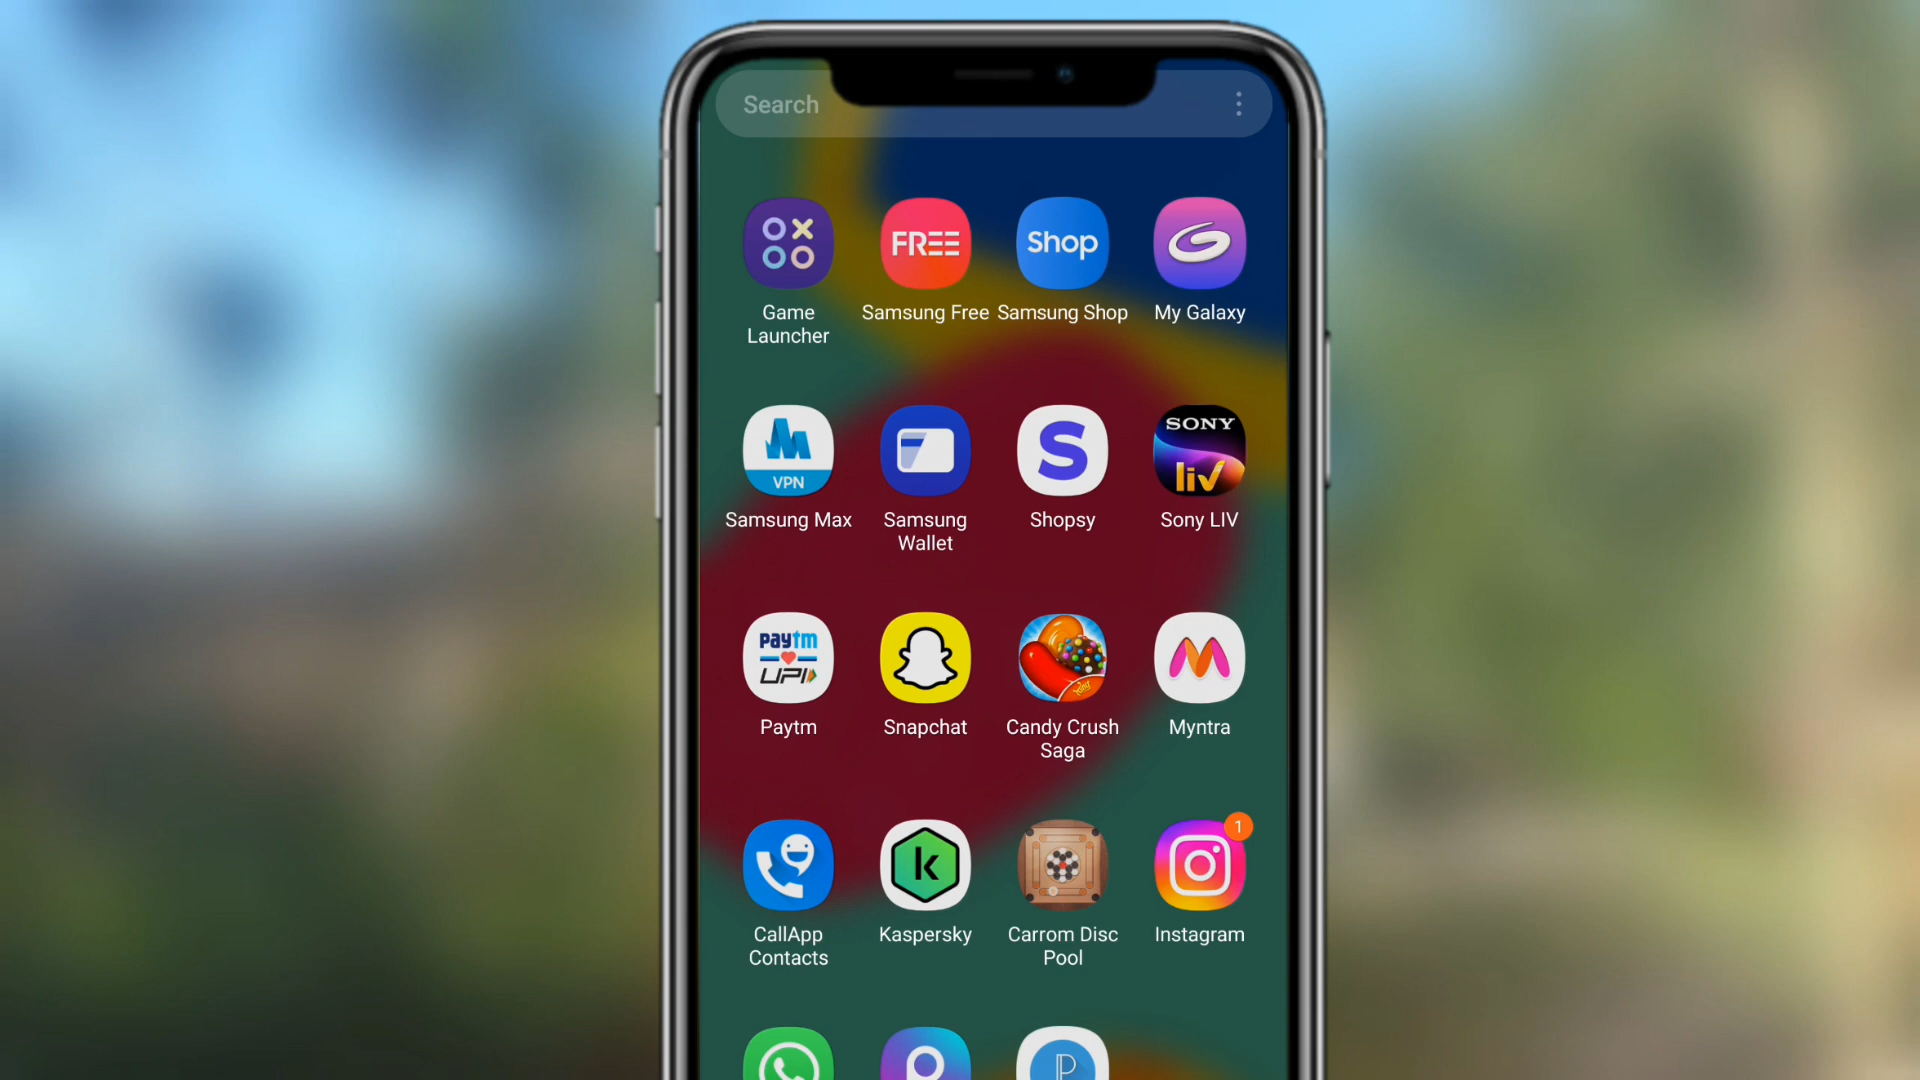 Search
FREE
Shop
Game
Launcher
Samsung Free
Samsung Shop
My Galaxy
VPN
S
SONY
liv
Samsung Max
Samsung
Wallet
Shopsy
Sony LIV
paytm
UPI
Paytm
Snapchat
Candy Crush
Saga
Myntra
k
1
CallApp
Contacts
Kaspersky
Carrom Disc
Pool
Instagram
P